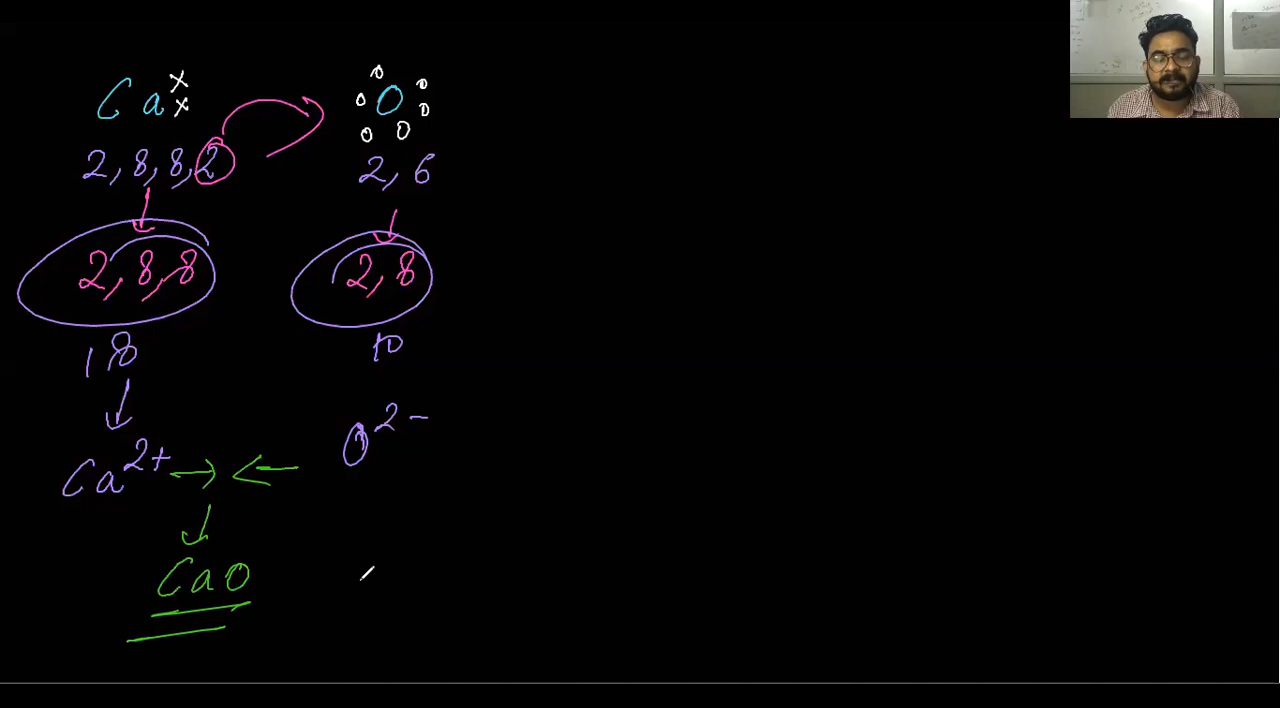 Ca O
2, 8, 8, 2 2, 6
2, 8, 8 2, 8
18 10
Ca2+ O2-
CaO